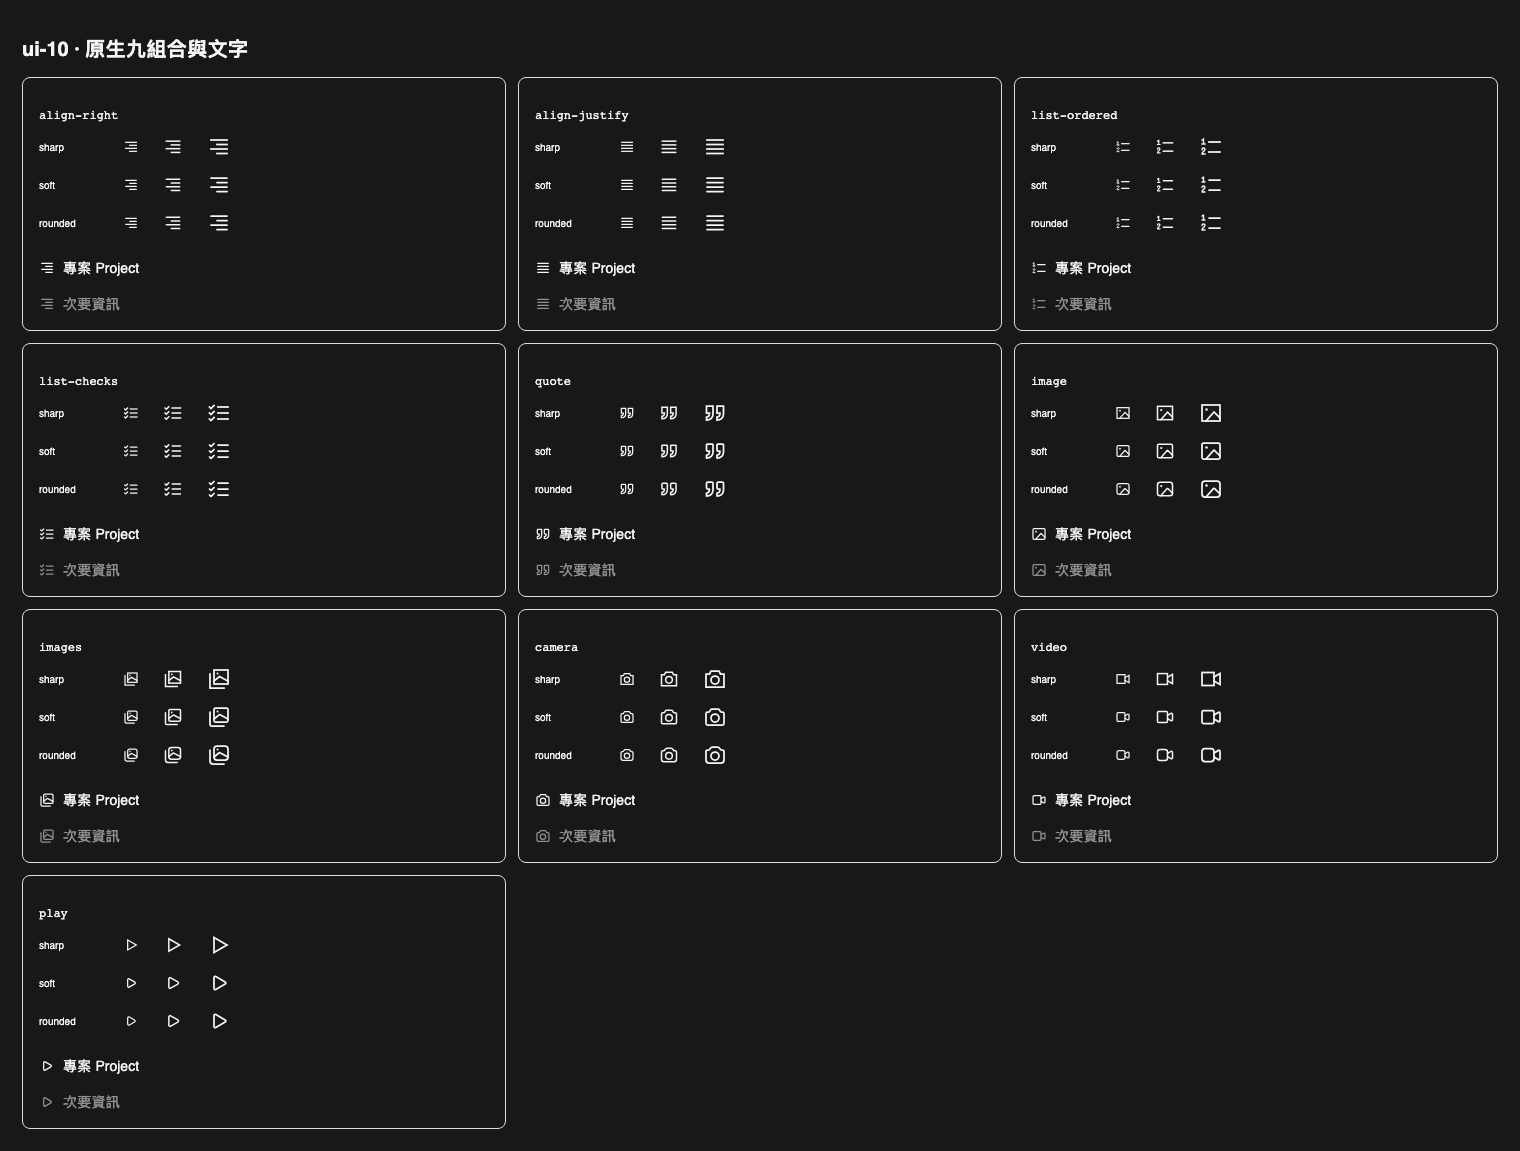 ui-10 · 原生九組合與文字
align-right
sharp
soft
rounded
專案 Project
次要資訊
align-justify
sharp
soft
rounded
專案 Project
次要資訊
list-ordered
sharp
soft
rounded
專案 Project
次要資訊
list-checks
sharp
soft
rounded
專案 Project
次要資訊
quote
sharp
soft
rounded
專案 Project
次要資訊
image
sharp
soft
rounded
專案 Project
次要資訊
images
sharp
soft
rounded
專案 Project
次要資訊
camera
sharp
soft
rounded
專案 Project
次要資訊
video
sharp
soft
rounded
專案 Project
次要資訊
play
sharp
soft
rounded
專案 Project
次要資訊